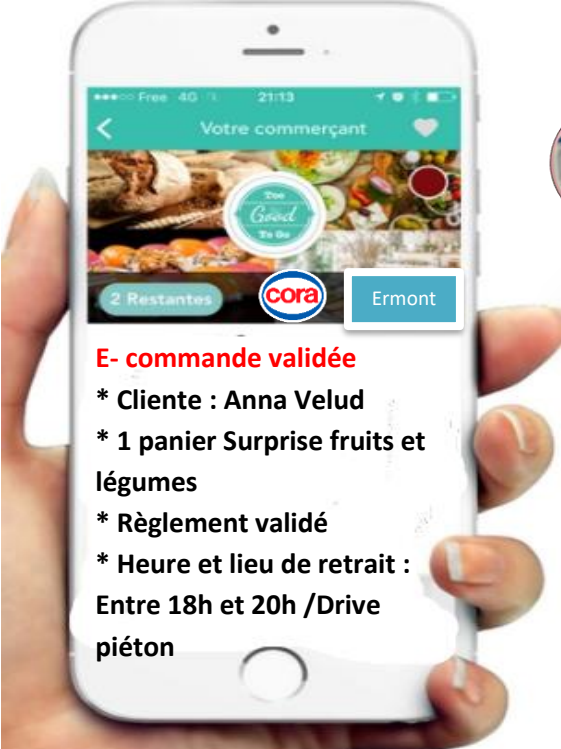 Free 4G 21:13
Votre commerçant
Too
Good
To Go
2 Restantes
cora
Ermont
E- commande validée
* Cliente : Anna Velud
* 1 panier Surprise fruits et
légumes
* Règlement validé
* Heure et lieu de retrait :
Entre 18h et 20h /Drive
piéton